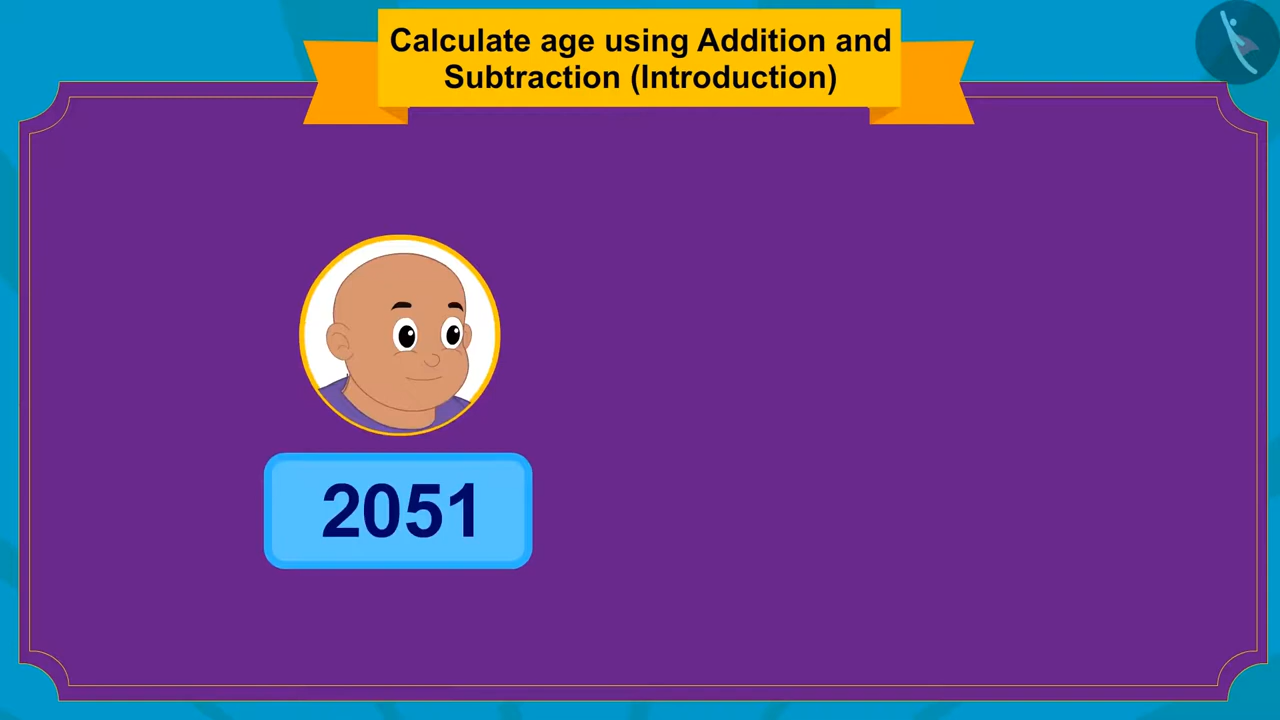 Calculate age using Addition and
Subtraction (Introduction)
2051